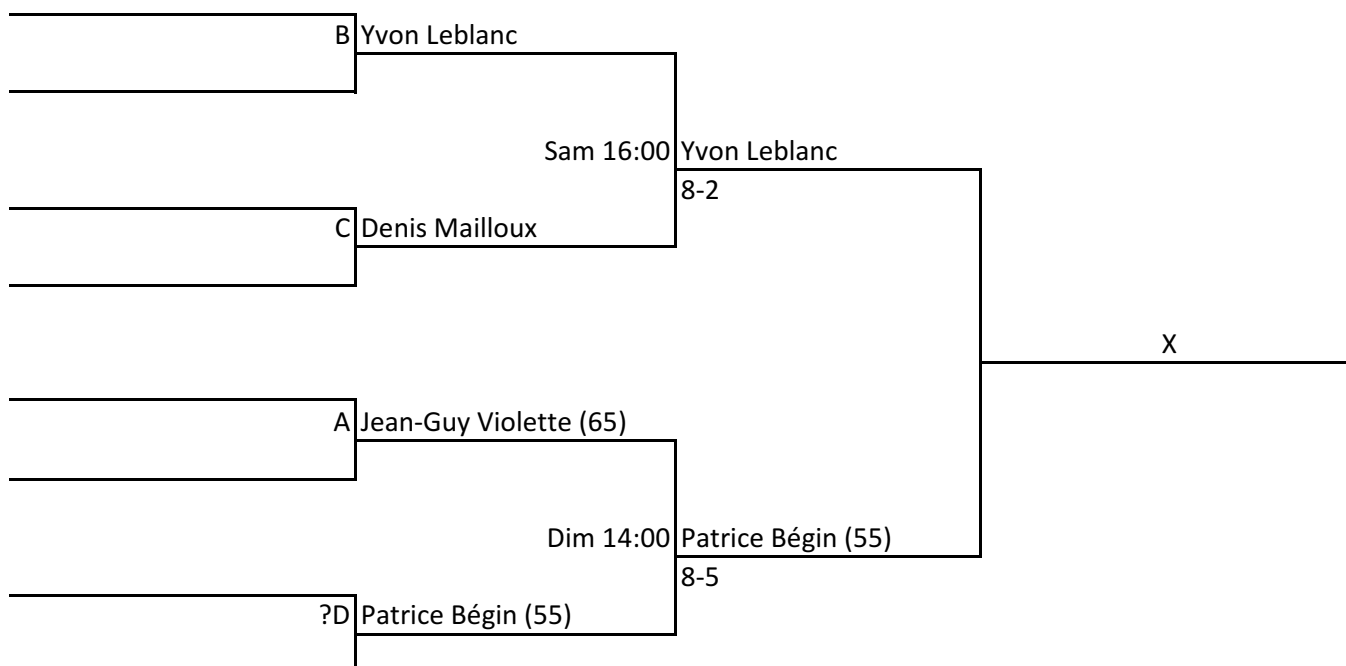 B Yvon Leblanc
Sam 16:00 Yvon Leblanc
8-2
C Denis Mailloux
X
A Jean-Guy Violette (65)
Dim 14:00 Patrice Bégin (55)
8-5
?D Patrice Bégin (55)